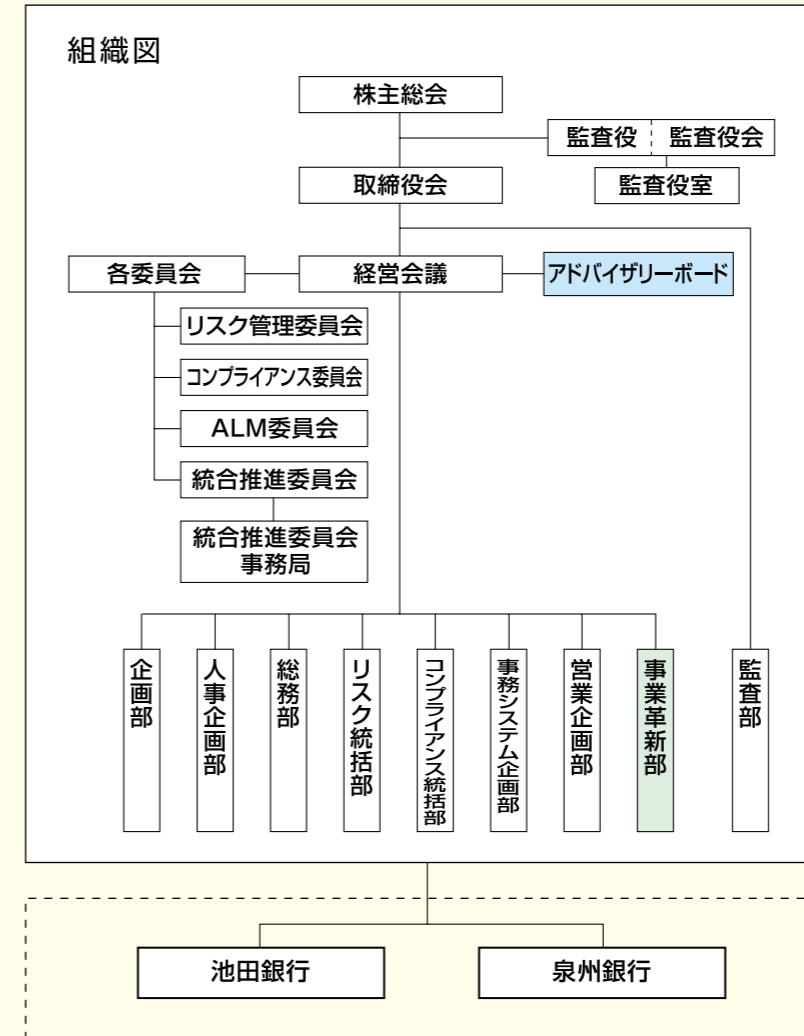 組織図
株主総会
監査役 監査役会
取締役会
監査役室
各委員会
経営会議
アドバイザリーボード
リスク管理委員会
コンプライアンス委員会
ALM委員会
統合推進委員会
統合推進委員会
事務局
企画部
人事企画部
総務部
リスク統括部
コンプライアンス統括部
事務システム企画部
営業企画部
事業革新部
監査部
池田銀行
泉州銀行